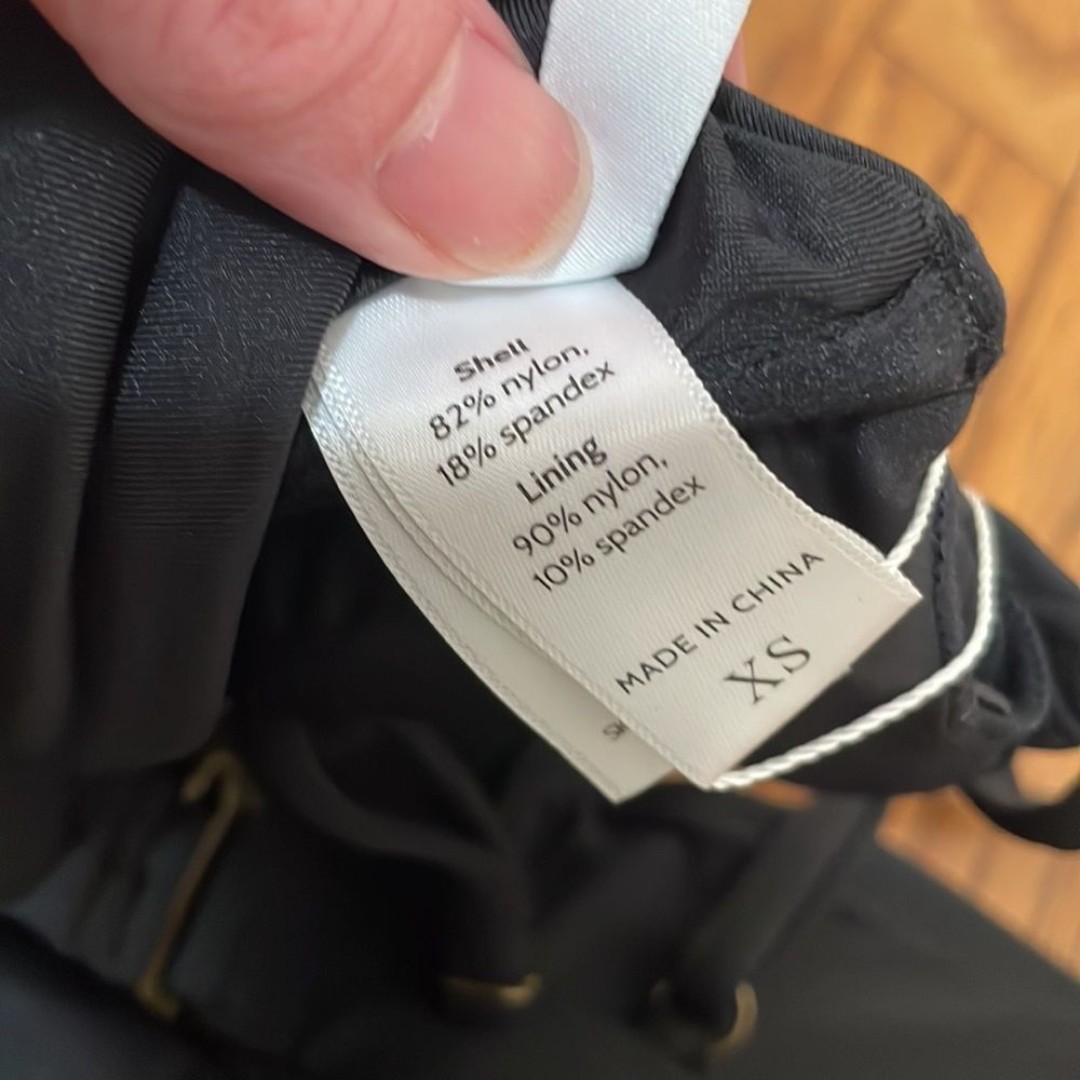 Shell
82% nylon,
18% spandex
Lining
90% nylon,
10% spandex
MADE IN CHINA
XS